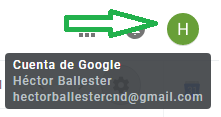 H
Cuenta de Google
Héctor Ballester
hectorballestercnd@gmail.com